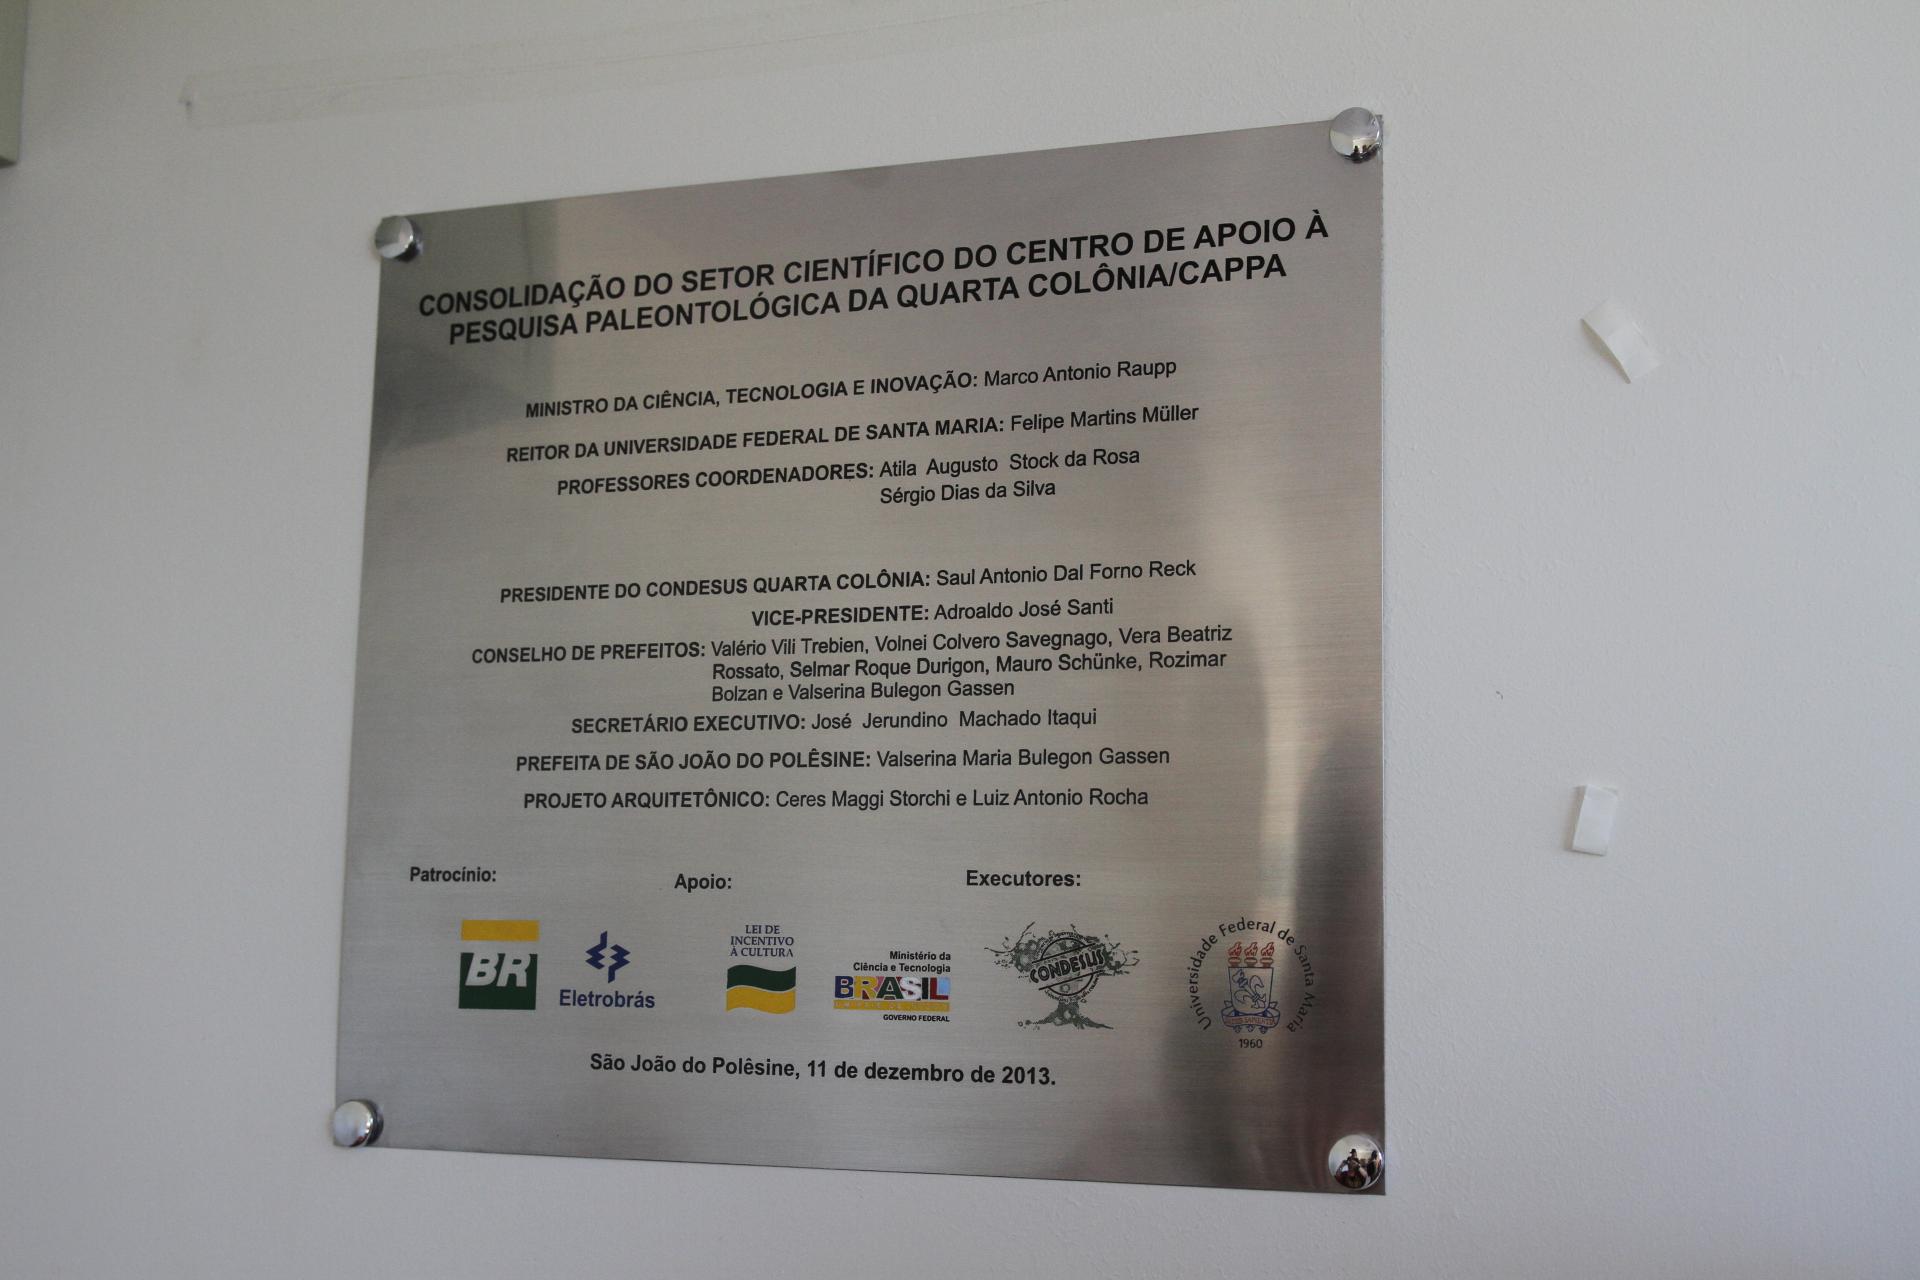 CONSOLIDAÇÃO DO SETOR CIENTÍFICO DO CENTRO DE APOIO À
PESQUISA PALEONTOLÓGICA DA QUARTA COLÔNIA/CAPPA
MINISTRO DA CIÊNCIA, TECNOLOGIA E INOVAÇÃO: Marco Antonio Raupp
REITOR DA UNIVERSIDADE FEDERAL DE SANTA MARIA: Felipe Martins Müller
PROFESSORES COORDENADORES: Atila Augusto Stock da Rosa
Sérgio Dias da Silva
PRESIDENTE DO CONDESUS QUARTA COLÔNIA: Saul Antonio Dal Forno Reck
VICE-PRESIDENTE: Adroaldo José Santi
CONSELHO DE PREFEITOS: Valério Vili Trebien, Volnei Colvero Savegnago, Vera Beatriz
Rossato, Selmar Roque Durigon, Mauro Schünke, Rozimar
Bolzan e Valserina Bulegon Gassen
SECRETÁRIO EXECUTIVO: José Jerundino Machado Itaqui
PREFEITA DE SÃO JOÃO DO POLÊSINE: Valserina Maria Bulegon Gassen
PROJETO ARQUITETÔNICO: Ceres Maggi Storchi e Luiz Antonio Rocha
Patrocínio:
Apoio:
Executores:
BR
Eletrobrás
LEI DE
INCENTIVO
À CULTURA
Ministério da
Ciência e Tecnologia
BRASIL
GOVERNO FEDERAL
CONDESUS
Universidade Federal de Santa Maria
1960
São João do Polêsine, 11 de dezembro de 2013.